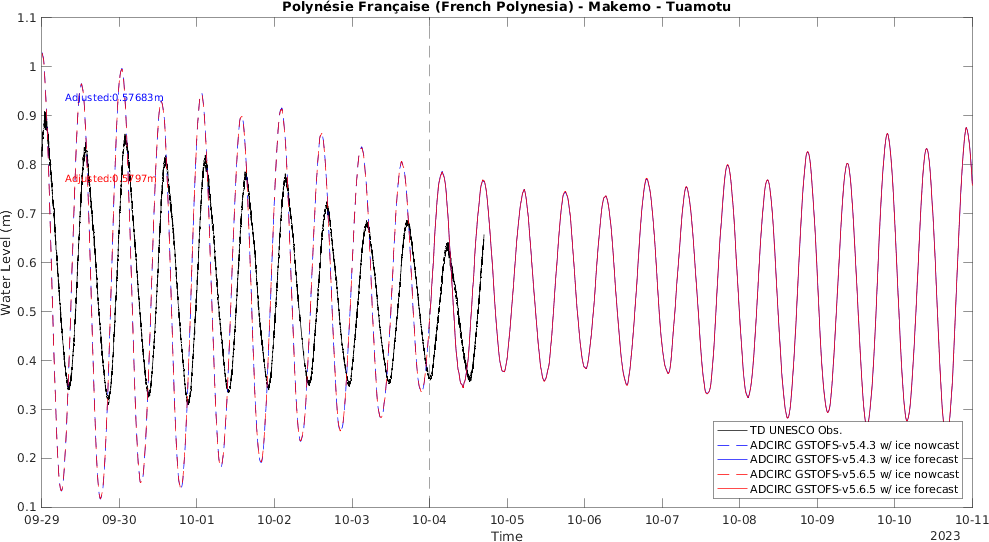 Polynésie Française (French Polynesia) - Makemo - Tuamotu
1.1
1
0.9
0.8
0.7
0.6
0.5
0.4
0.3
0.2
0.1
Water Level (m)
Adjusted:0.57683m
Adjusted:0.5797m
TD UNESCO Obs.
ADCIRC GSTOFS-v5.4.3 w/ ice nowcast
ADCIRC GSTOFS-v5.4.3 w/ ice forecast
ADCIRC GSTOFS-v5.6.5 w/ ice nowcast
ADCIRC GSTOFS-v5.6.5 w/ ice forecast
09-29 09-30 10-01 10-02 10-03 10-04 10-05 10-06 10-07 10-08 10-09 10-10 10-11
Time
2023